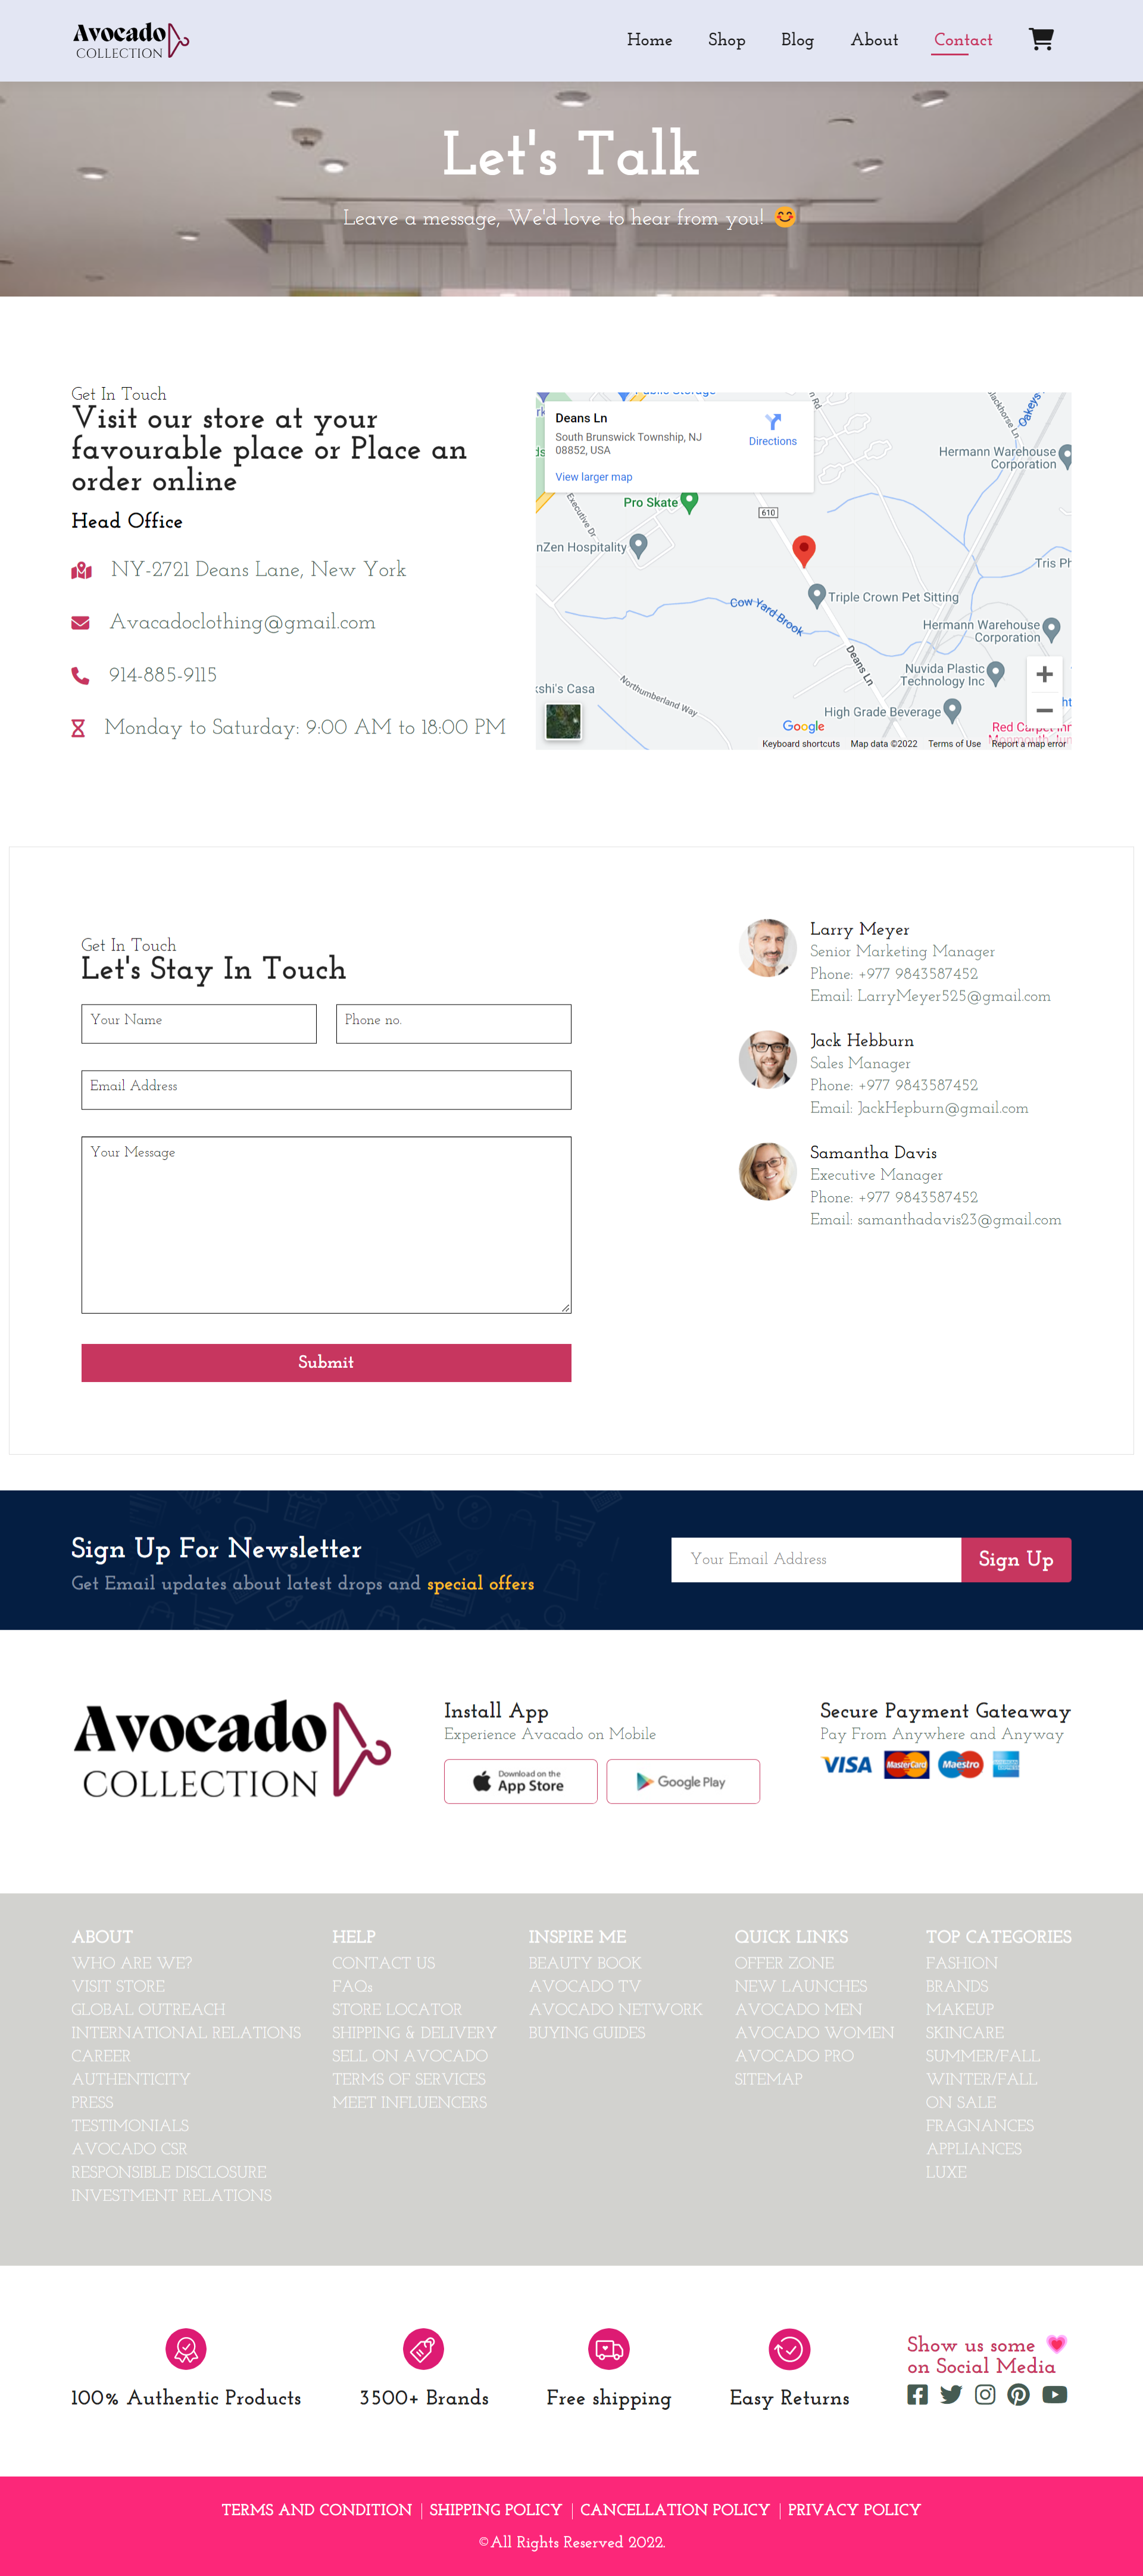 Avocado
COLLECTION
Home
Shop
Blog
About
Contact
Let's Talk
Leave a message, We'd love to hear from you! 😊
Get In Touch
Visit our store at your
favourable place or Place an
order online
Head Office
NY-2721 Deans Lane, New York
Avacadoclothing@gmail.com
914-885-9115
Monday to Saturday: 9:00 AM to 18:00 PM
Deans Ln
South Brunswick Township, NJ
08852, USA
Directions
View larger map
Rd
Jackhorse Ln
Oakeys
Hermann Warehouse
Corporation
Pro Skate
Executive Dr
610
nZen Hospitality
Tris Ph
Triple Crown Pet Sitting
Cow Yard Brook
Hermann Warehouse
Corporation
Deans Ln
Nuvida Plastic
Technology Inc
kshi's Casa
Northumberland Way
High Grade Beverage
Google
Red Carpet Inn
Keyboard shortcuts
Map data ©2022
Terms of Use
Report a map error
Get In Touch
Let's Stay In Touch
Your Name
Phone no.
Email Address
Your Message
Submit
Larry Meyer
Senior Marketing Manager
Phone: +977 9843587452
Email: LarryMeyer525@gmail.com
Jack Hebburn
Sales Manager
Phone: +977 9843587452
Email: JackHepburn@gmail.com
Samantha Davis
Executive Manager
Phone: +977 9843587452
Email: samanthadavis23@gmail.com
Sign Up For Newsletter
Get Email updates about latest drops and special offers
Your Email Address
Sign Up
Avocado
COLLECTION
Install App
Experience Avacado on Mobile
Download on the
App Store
Google Play
Secure Payment Gateaway
Pay From Anywhere and Anyway
VISA
MasterCard
Maestro
ABOUT
WHO ARE WE?
VISIT STORE
GLOBAL OUTREACH
INTERNATIONAL RELATIONS
CAREER
AUTHENTICITY
PRESS
TESTIMONIALS
AVOCADO CSR
RESPONSIBLE DISCLOSURE
INVESTMENT RELATIONS
HELP
CONTACT US
FAQs
STORE LOCATOR
SHIPPING & DELIVERY
SELL ON AVOCADO
TERMS OF SERVICES
MEET INFLUENCERS
INSPIRE ME
BEAUTY BOOK
AVOCADO TV
AVOCADO NETWORK
BUYING GUIDES
QUICK LINKS
OFFER ZONE
NEW LAUNCHES
AVOCADO MEN
AVOCADO WOMEN
AVOCADO PRO
SITEMAP
TOP CATEGORIES
FASHION
BRANDS
MAKEUP
SKINCARE
SUMMER/FALL
WINTER/FALL
ON SALE
FRAGNANCES
APPLIANCES
LUXE
100% Authentic Products
3500+ Brands
Free shipping
Easy Returns
Show us some 💗
on Social Media
TERMS AND CONDITION | SHIPPING POLICY | CANCELLATION POLICY | PRIVACY POLICY
©All Rights Reserved 2022.